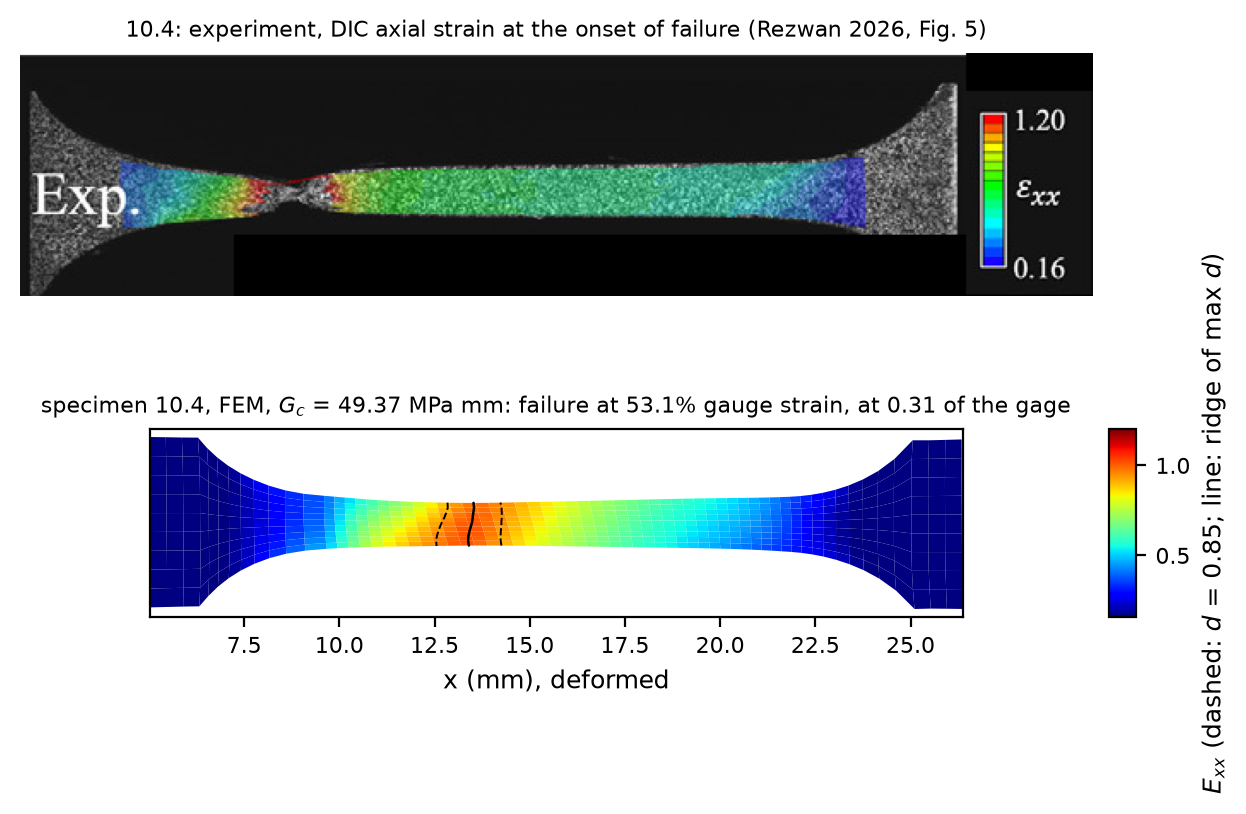 10.4: experiment, DIC axial strain at the onset of failure (Rezwan 2026, Fig. 5)
Exp.
1.20
εxx
0.16
specimen 10.4, FEM, Gc = 49.37 MPa mm: failure at 53.1% gauge strain, at 0.31 of the gage
7.5 10.0 12.5 15.0 17.5 20.0 22.5 25.0
x (mm), deformed
1.0
0.5
Exx (dashed: d = 0.85, line: ridge of max d)